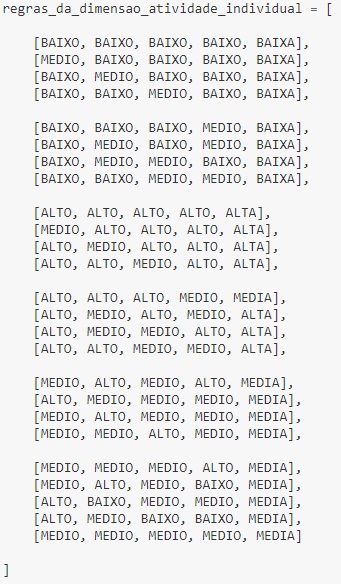 regras_da_dimensao_atividade_individual = [
[BAIXO, BAIXO, BAIXO, BAIXO, BAIXA],
[MEDIO, BAIXO, BAIXO, BAIXO, BAIXA],
[BAIXO, MEDIO, BAIXO, BAIXO, BAIXA],
[BAIXO, BAIXO, MEDIO, BAIXO, BAIXA],
[BAIXO, BAIXO, BAIXO, MEDIO, BAIXA],
[BAIXO, MEDIO, BAIXO, MEDIO, BAIXA],
[BAIXO, MEDIO, MEDIO, BAIXO, BAIXA],
[BAIXO, BAIXO, MEDIO, MEDIO, BAIXA],
[ALTO, ALTO, ALTO, ALTO, ALTA],
[MEDIO, ALTO, ALTO, ALTO, ALTA],
[ALTO, MEDIO, ALTO, ALTO, ALTA],
[ALTO, ALTO, MEDIO, ALTO, ALTA],
[ALTO, ALTO, ALTO, MEDIO, MEDIA],
[ALTO, MEDIO, ALTO, MEDIO, ALTA],
[ALTO, MEDIO, MEDIO, ALTO, ALTA],
[ALTO, ALTO, MEDIO, MEDIO, ALTA],
[MEDIO, ALTO, MEDIO, ALTO, MEDIA],
[ALTO, MEDIO, MEDIO, MEDIO, MEDIA],
[MEDIO, ALTO, MEDIO, MEDIO, MEDIA],
[MEDIO, MEDIO, ALTO, MEDIO, MEDIA],
[MEDIO, MEDIO, MEDIO, ALTO, MEDIA],
[MEDIO, ALTO, MEDIO, BAIXO, MEDIA],
[ALTO, BAIXO, MEDIO, MEDIO, MEDIA],
[ALTO, MEDIO, BAIXO, BAIXO, MEDIA],
[MEDIO, MEDIO, MEDIO, MEDIO, MEDIA]
]